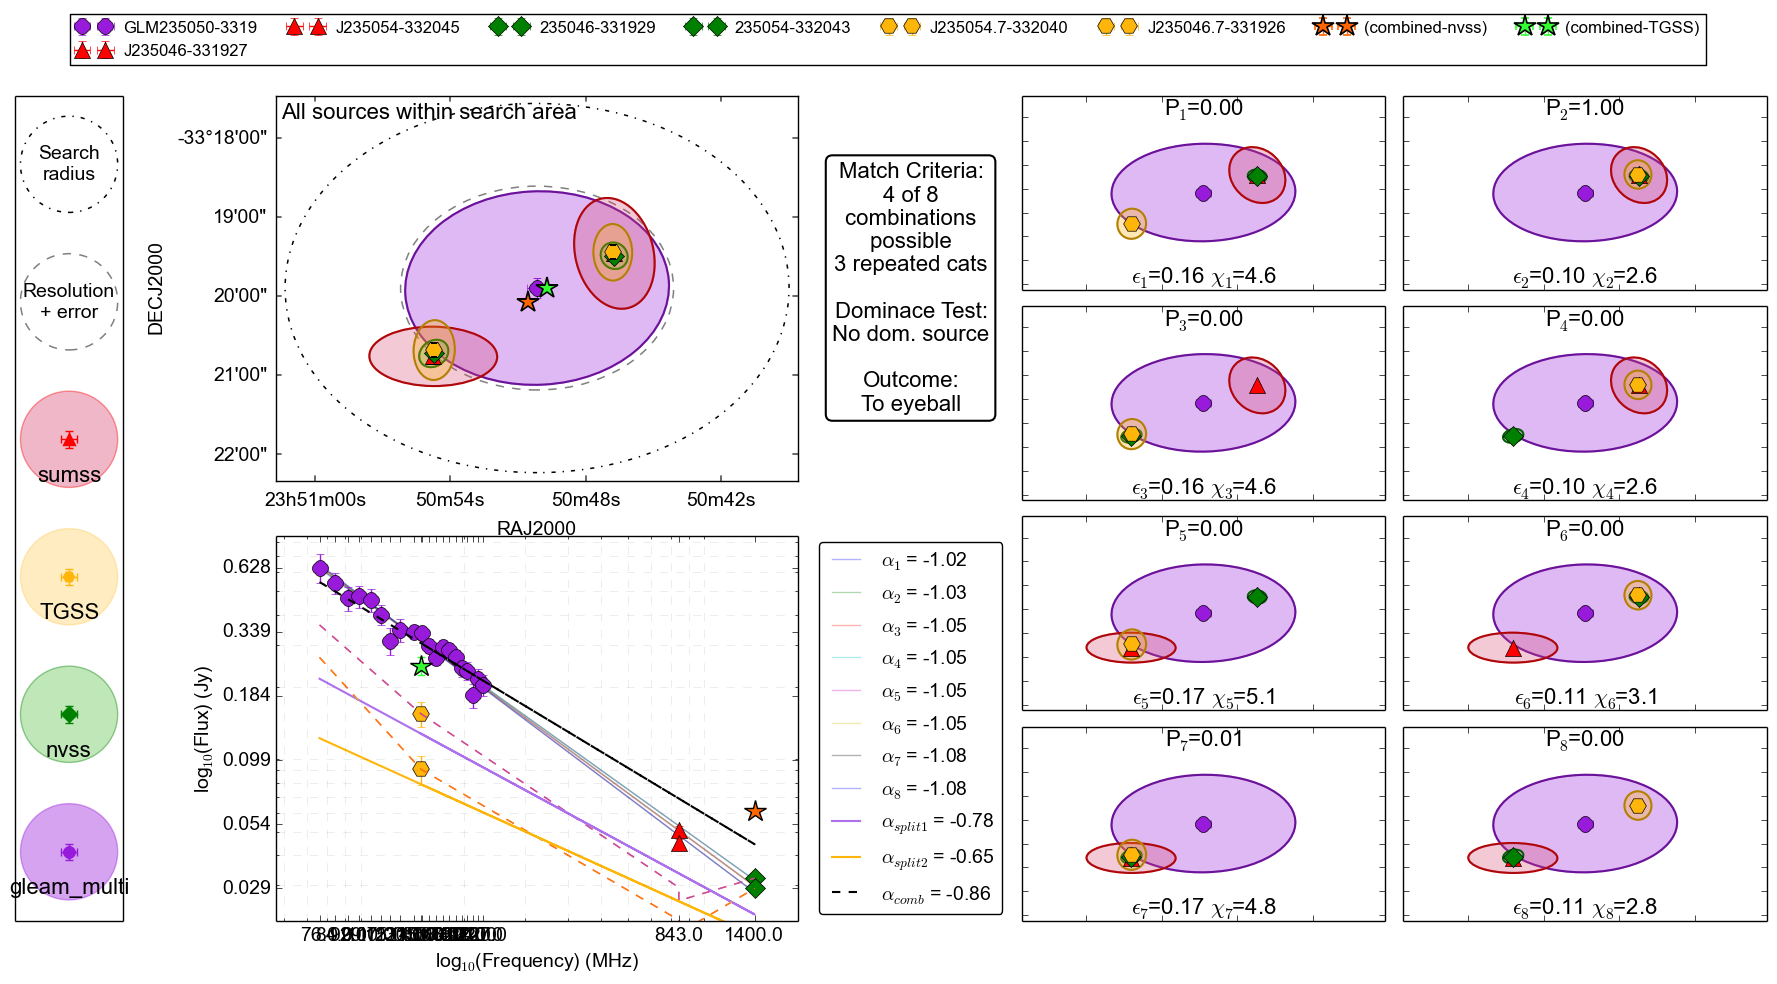 GLM235050-3319 J235054-332045 235046-331929 235054-332043 J235054.7-332040 J235046.7-331926 (combined-nvss) (combined-TGSS)
J235046-331927
Search
radius
Resolution
+ error
sumss
TGSS
nvss
gleam_multi
All sources within search area
DECJ2000
-33°18'00"
19'00"
20'00"
21'00"
22'00"
23h51m00s 50m54s 50m48s 50m42s
RAJ2000
Match Criteria:
4 of 8
combinations
possible
3 repeated cats
Dominace Test:
No dom. source
Outcome:
To eyeball
log10(Flux) (Jy)
0.628
0.339
0.184
0.099
0.054
0.029
843.0 1400.0
log10(Frequency) (MHz)
α1 = -1.02
α2 = -1.03
α3 = -1.05
α4 = -1.05
α5 = -1.05
α6 = -1.05
α7 = -1.08
α8 = -1.08
αsplit1 = -0.78
αsplit2 = -0.65
αcomb = -0.86
P1=0.00
ϵ1=0.16 χ1=4.6
P2=1.00
ϵ2=0.10 χ2=2.6
P3=0.00
ϵ3=0.16 χ3=4.6
P4=0.00
ϵ4=0.10 χ4=2.6
P5=0.00
ϵ5=0.17 χ5=5.1
P6=0.00
ϵ6=0.11 χ6=3.1
P7=0.01
ϵ7=0.17 χ7=4.8
P8=0.00
ϵ8=0.11 χ8=2.8